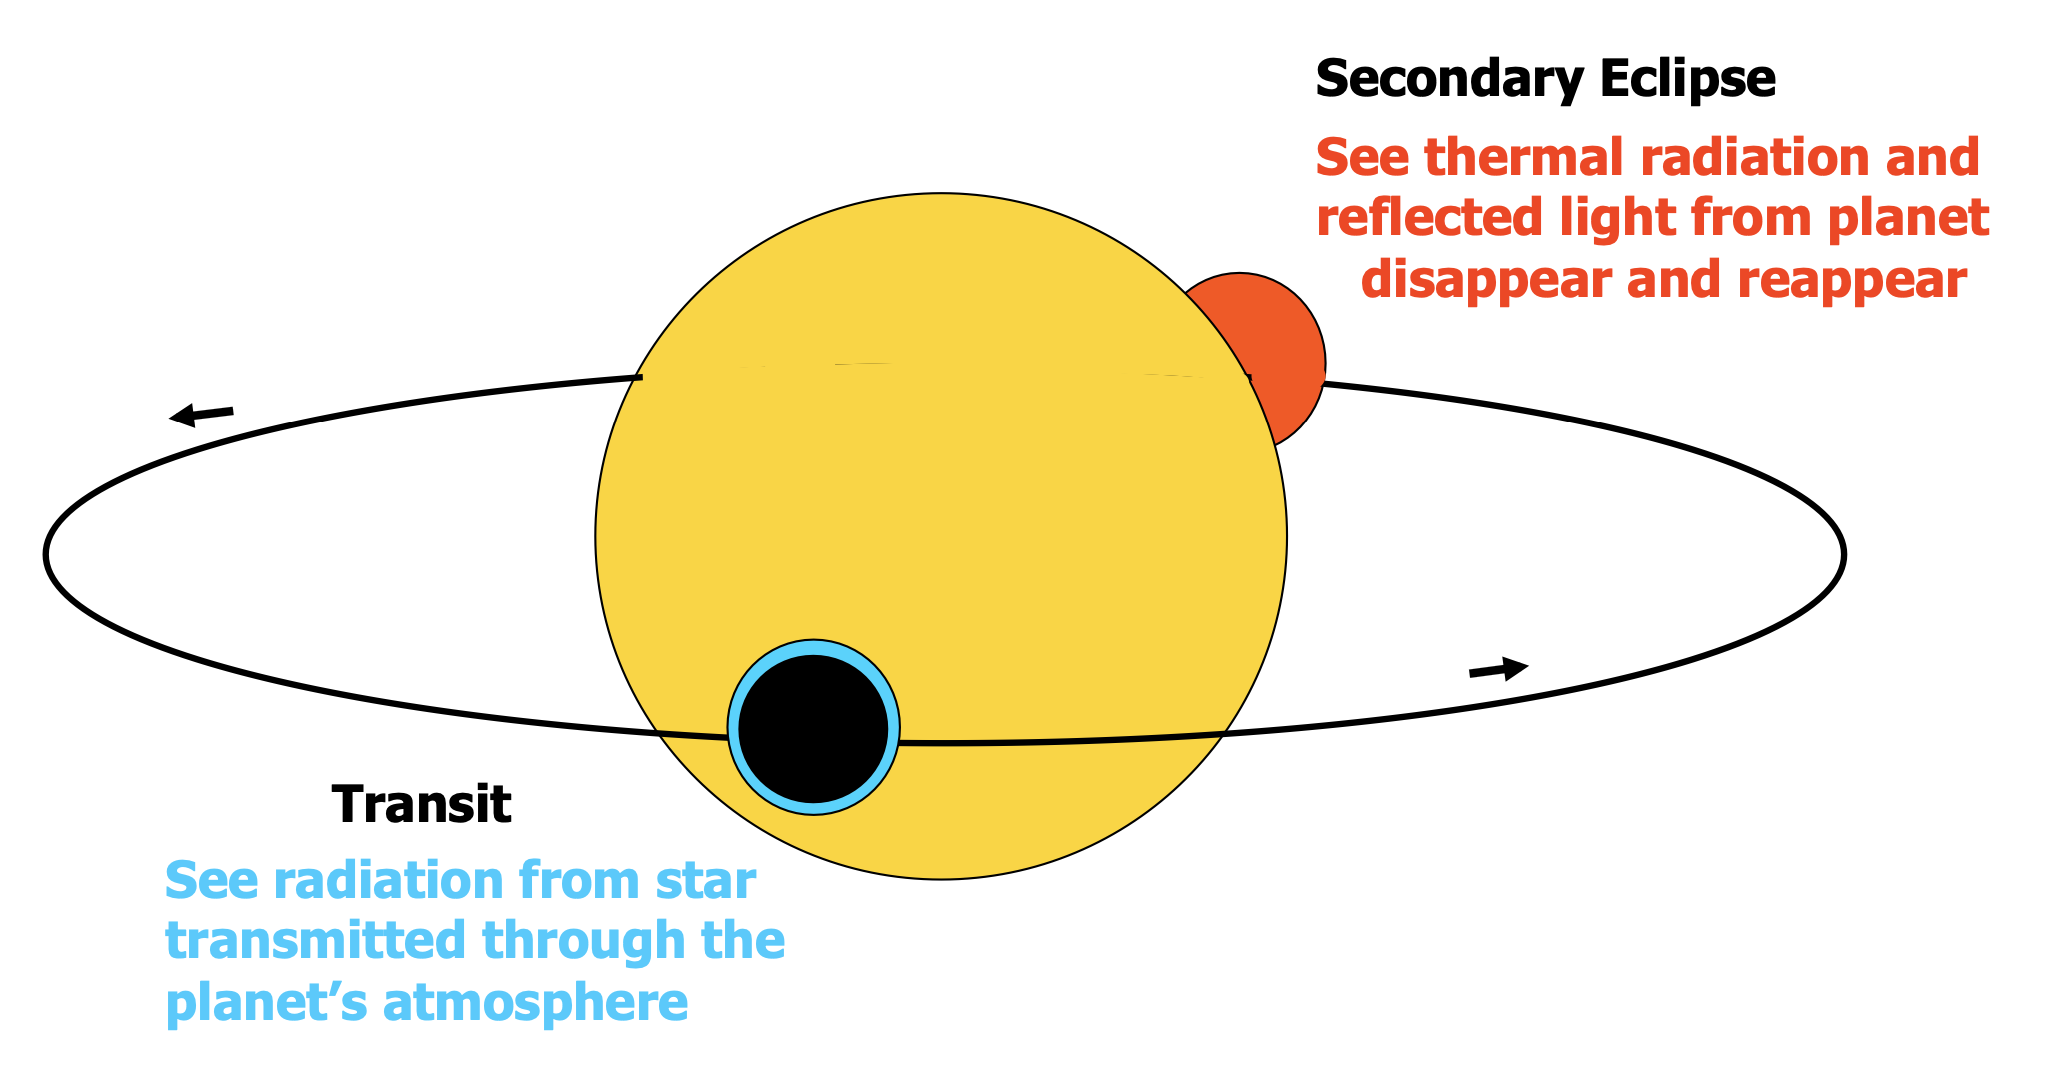 Secondary Eclipse
See thermal radiation and
reflected light from planet
disappear and reappear
Transit
See radiation from star
transmitted through the
planet’s atmosphere